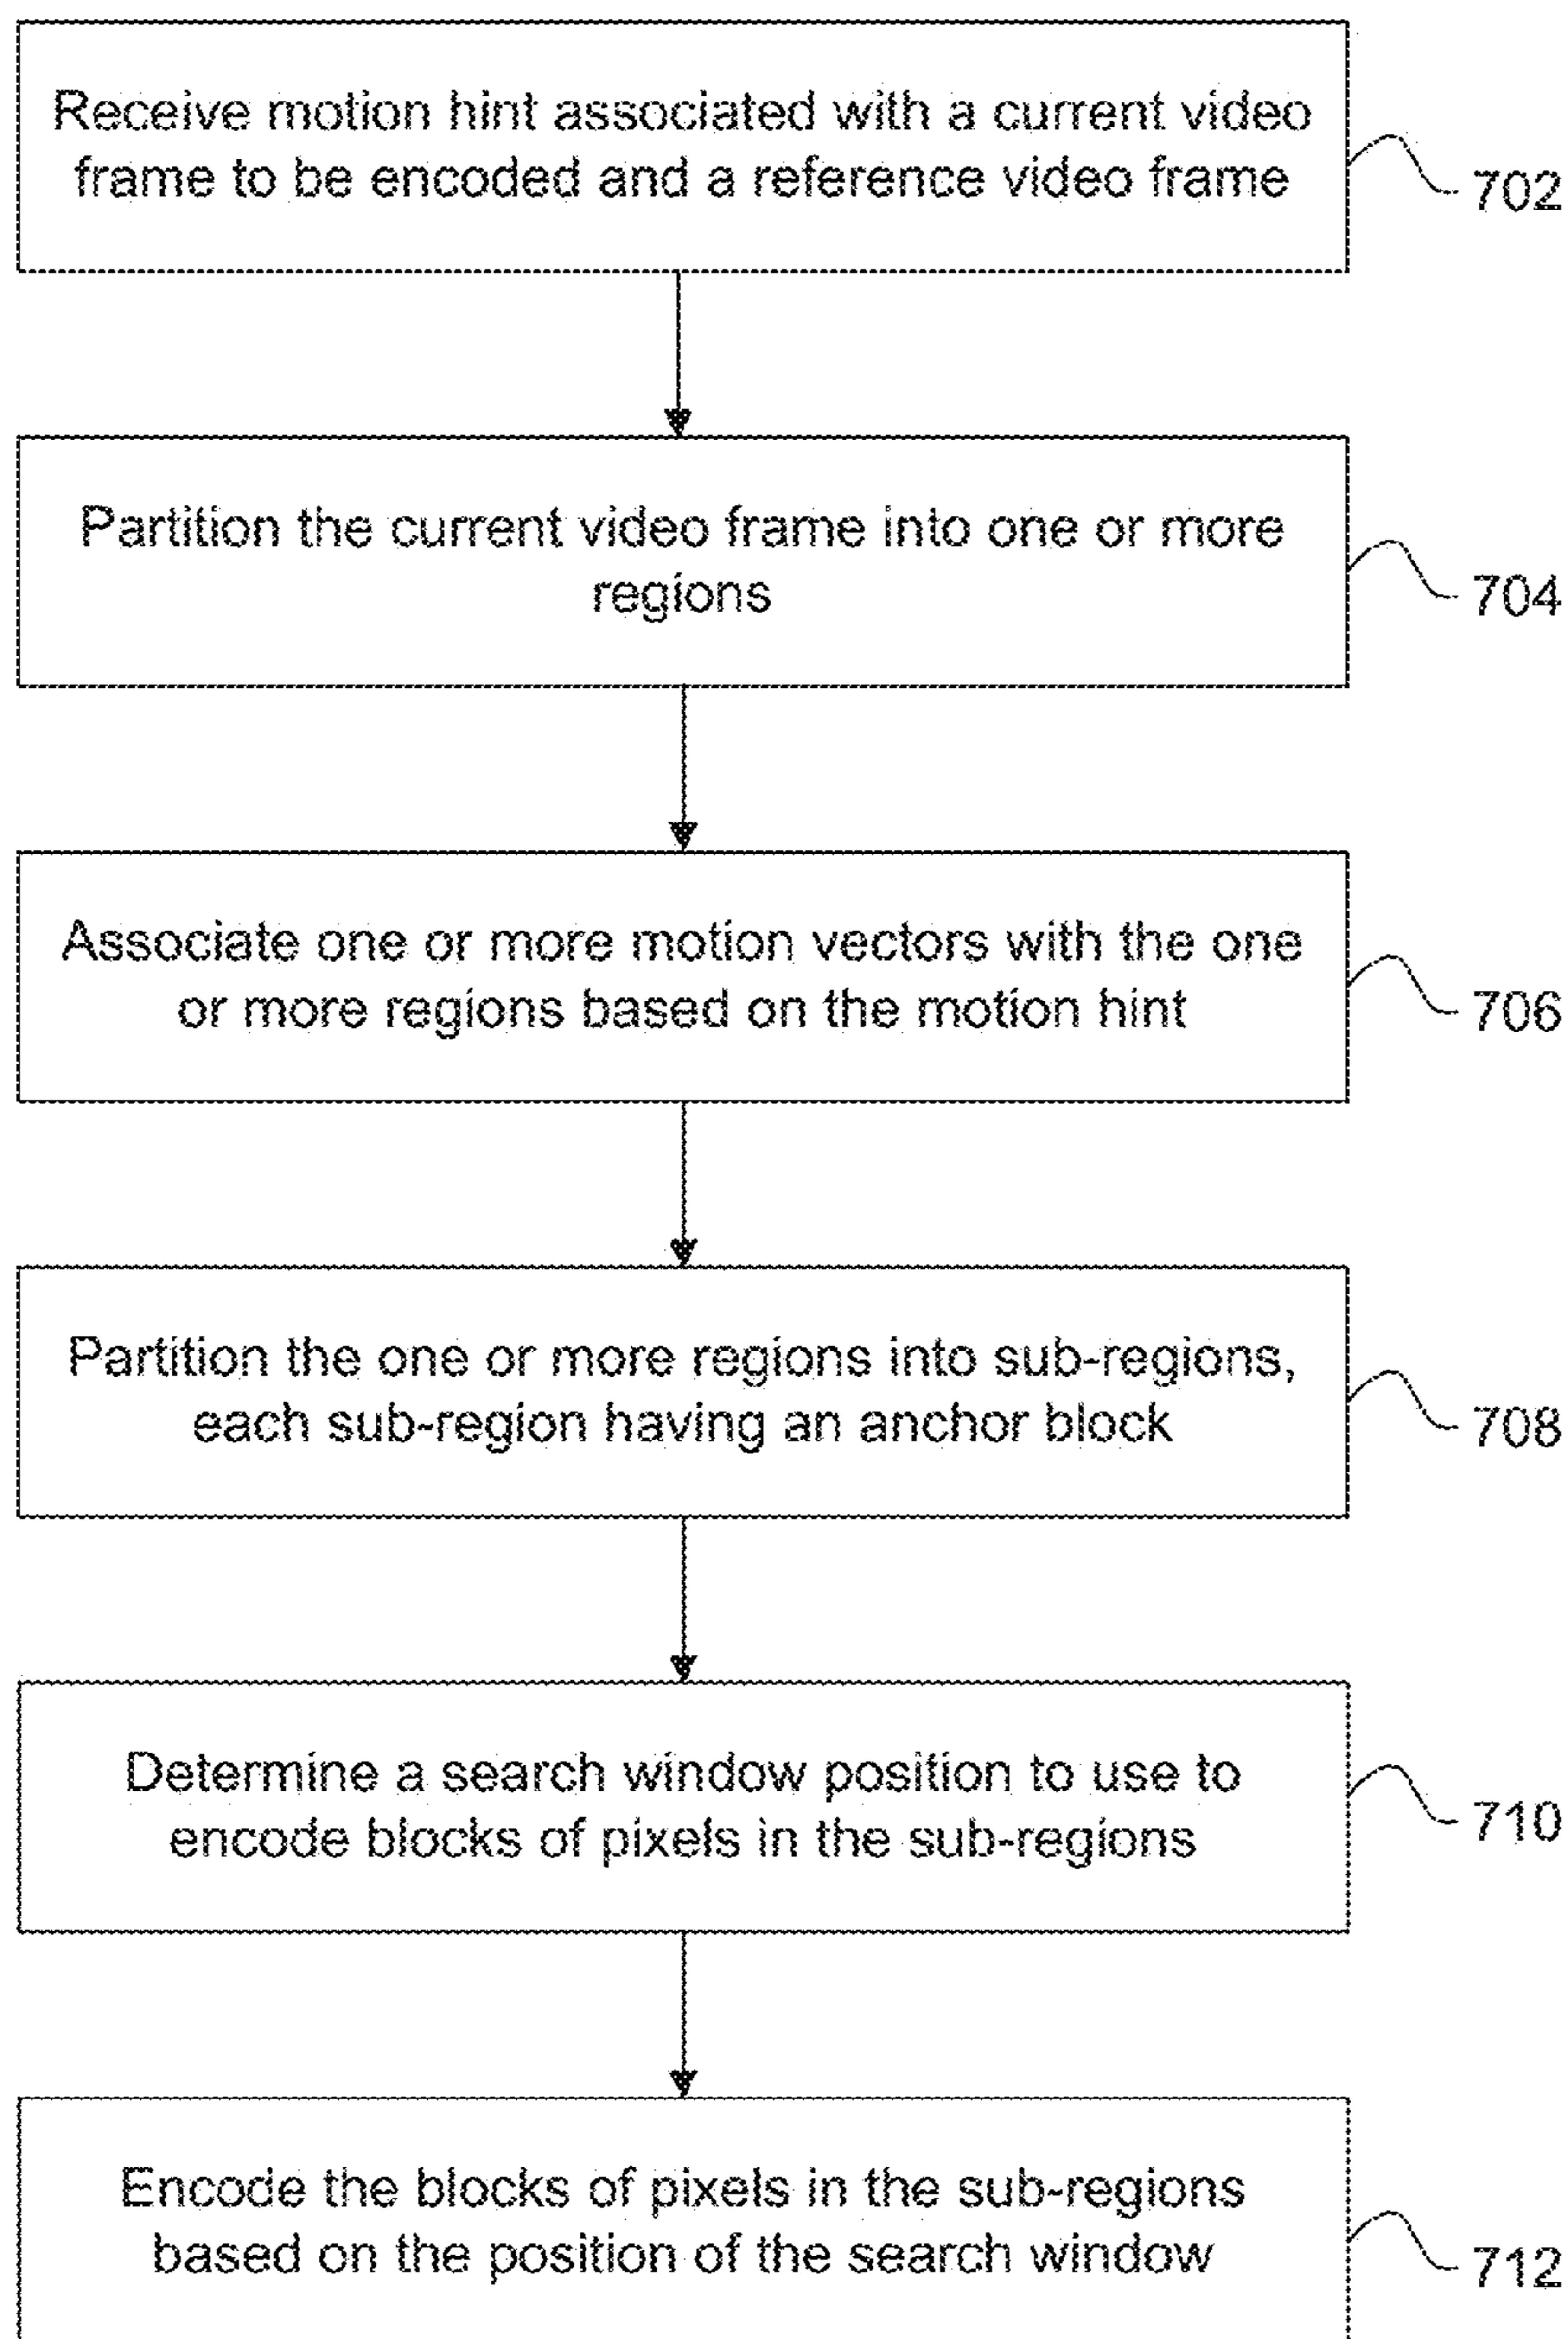 Receive motion hint associated with a current video
frame to be encoded and a reference video frame
702
Partition the current video frame into one or more
regions
704
Associate one or more motion vectors with the one
or more regions based on the motion hint
706
Partition the one or more regions into sub-regions,
each sub-region having an anchor block
708
Determine a search window position to use to
encode blocks of pixels in the sub-regions
710
Encode the blocks of pixels in the sub-regions
based on the position of the search window
712